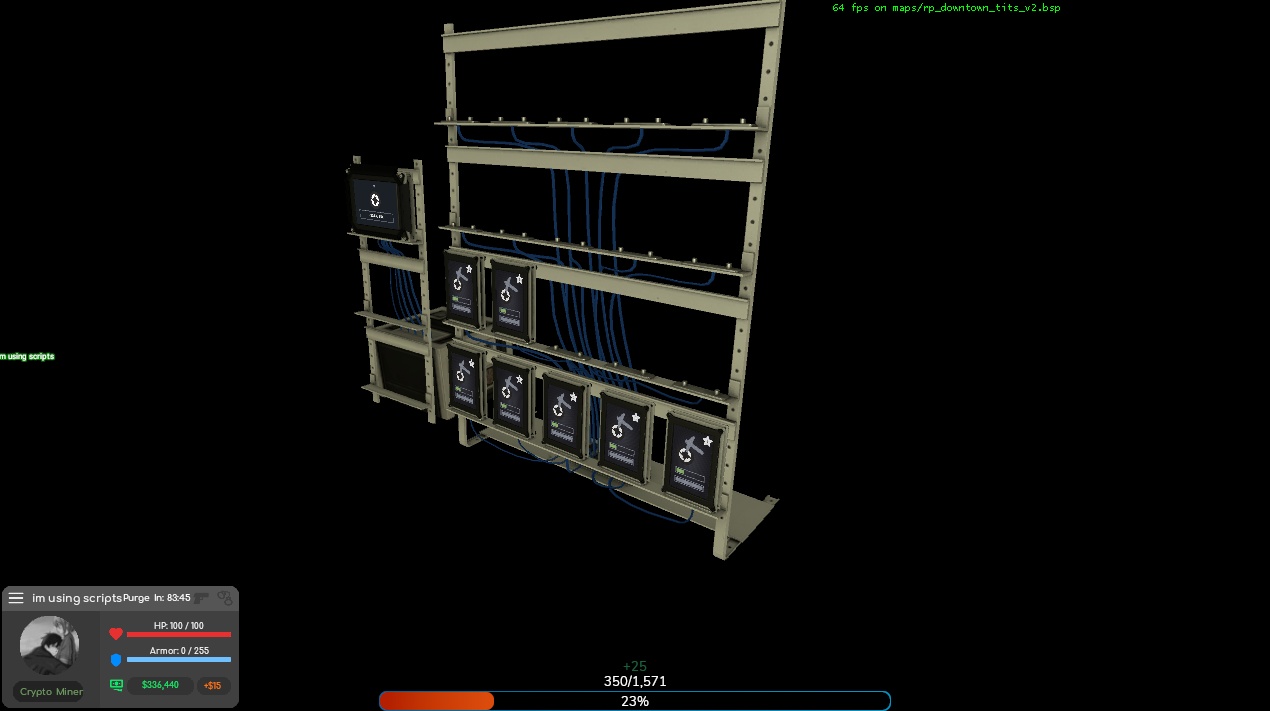 64 fps on maps/rp_downtown_tits_v2.bsp
m using scripts
im using scripts Purge In: 83:45
HP: 100 / 100
Armor: 0 / 255
Crypto Miner
$336,440
+$15
+25
350/1,571
23%